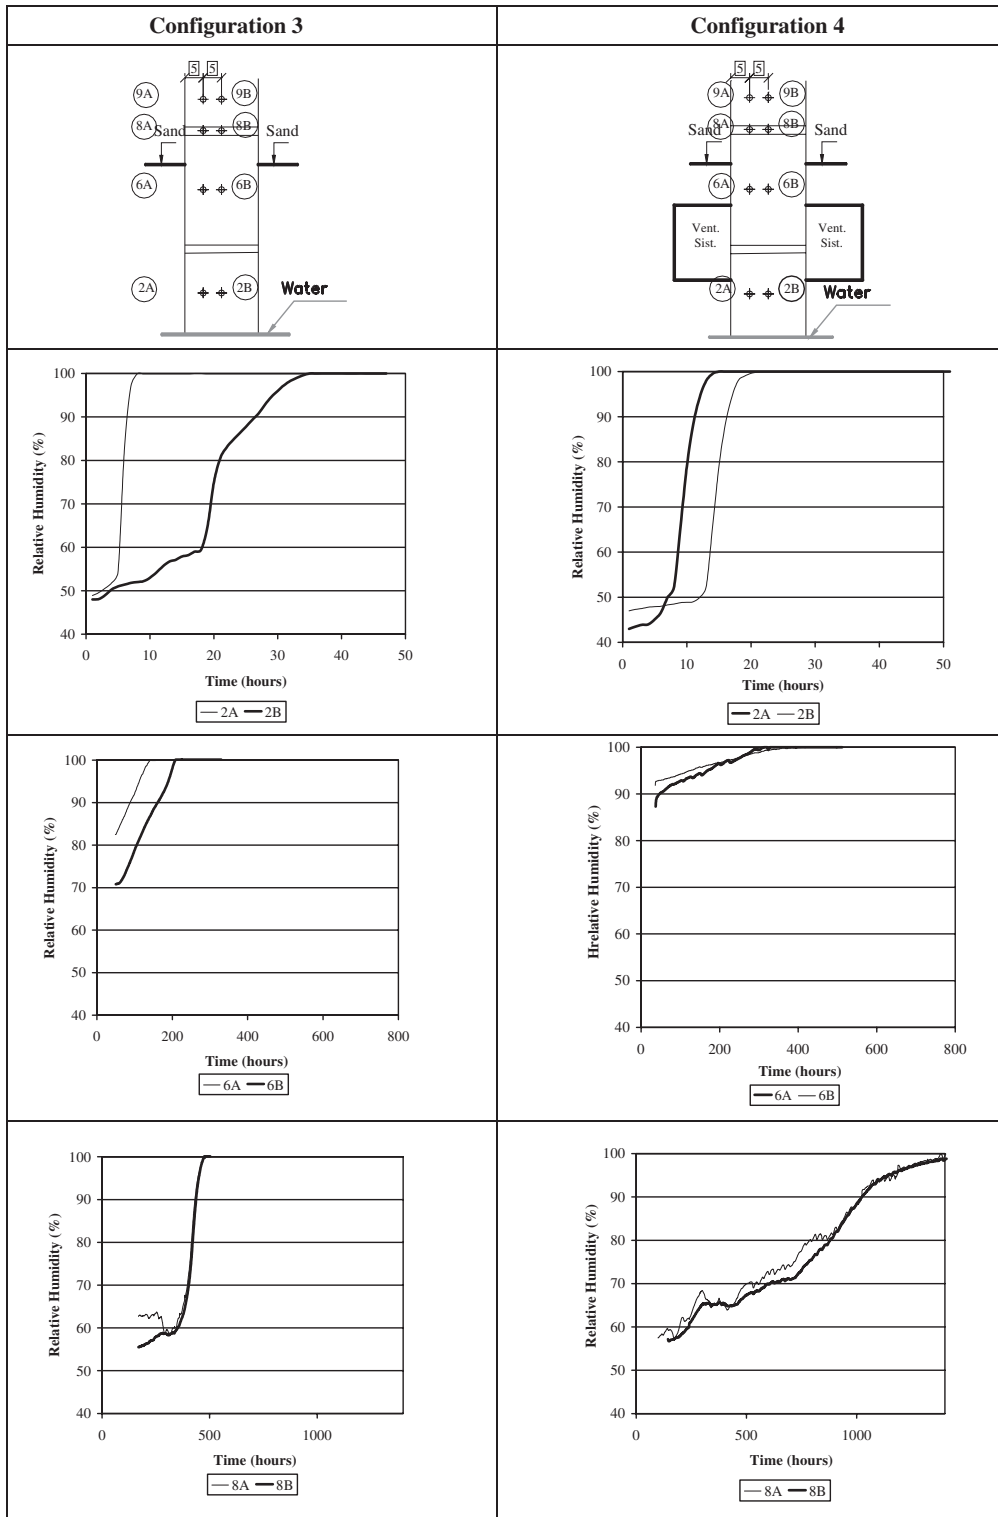 Configuration 3
Configuration 4
5 5
9A 9B
8A 8B
Sand Sand
6A 6B
2A 2B
Water
5 5
9A 9B
8A 8B
Sand Sand
6A 6B
Vent. Sist.
Vent. Sist.
2A 2B
Water
Relative Humidity (%)
100
90
80
70
60
50
40
0 10 20 30 40 50
Time (hours)
2A 2B
Relative Humidity (%)
100
90
80
70
60
50
40
0 10 20 30 40 50
Time (hours)
2A 2B
Relative Humidity (%)
100
90
80
70
60
50
40
0 200 400 600 800
Time (hours)
6A 6B
Hrelative Humidity (%)
100
90
80
70
60
50
40
0 200 400 600 800
Time (hours)
6A 6B
Relative Humidity (%)
100
90
80
70
60
50
40
0 500 1000
Time (hours)
8A 8B
Relative Humidity (%)
100
90
80
70
60
50
40
0 500 1000
Time (hours)
8A 8B